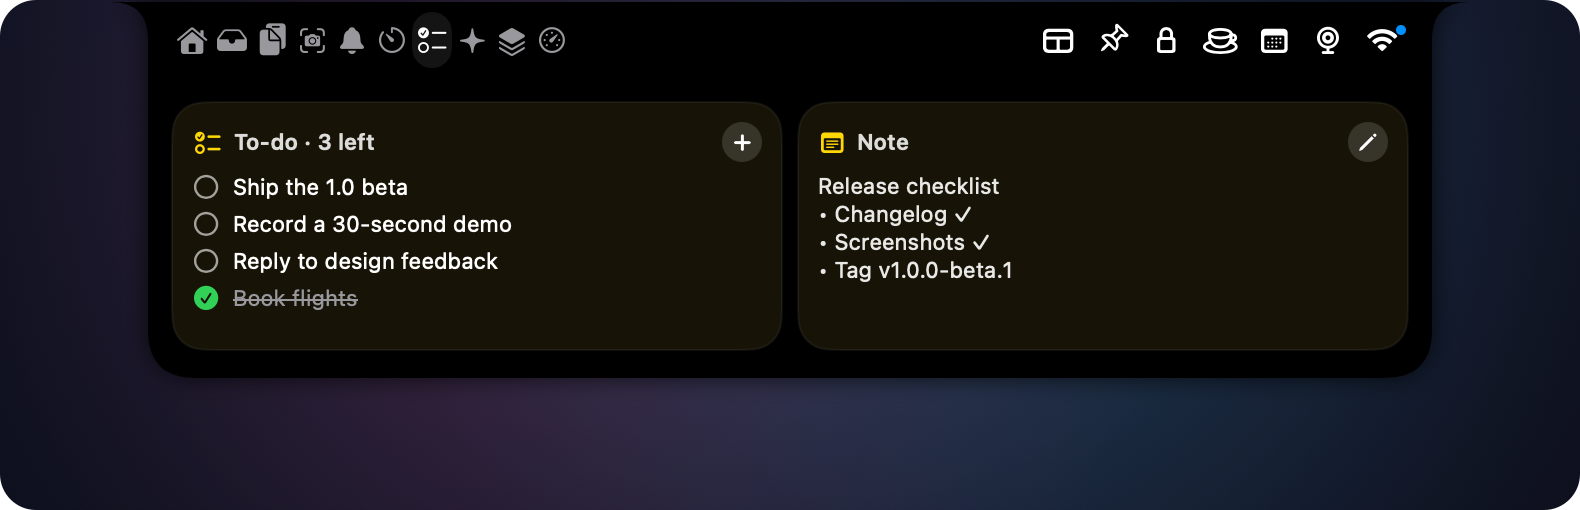 To-do · 3 left
Ship the 1.0 beta
Record a 30-second demo
Reply to design feedback
Book flights
Note
Release checklist
• Changelog ✓
• Screenshots ✓
• Tag v1.0.0-beta.1